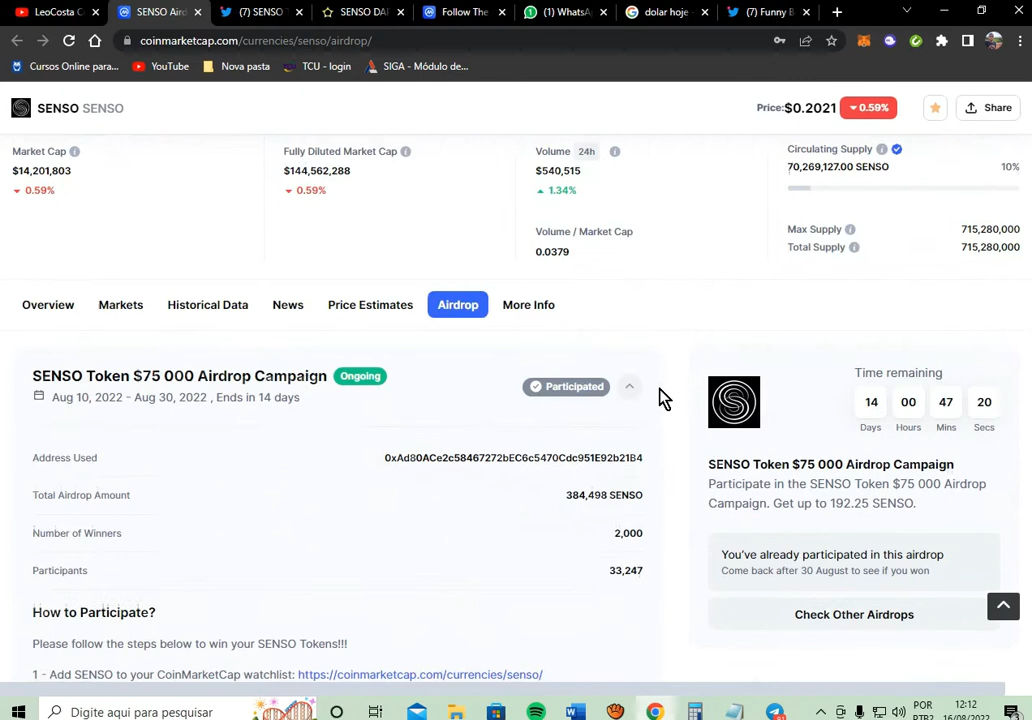 LeoCosta C
SENSO Aird
(7) SENSO T
SENSO DA
Follow The
(1) WhatsA
dolar hoje -
(7) Funny B
coinmarketcap.com/currencies/senso/airdrop/
Cursos Online para...
YouTube
Nova pasta
TCU - login
SIGA - Módulo de...
SENSO SENSO
Price:$0.2021
0.59%
Share
Market Cap
$14,201,803
0.59%
Fully Diluted Market Cap
$144,562,288
0.59%
Volume 24h
$540,515
1.34%
Volume / Market Cap
0.0379
Circulating Supply
70,269,127.00 SENSO 10%
Max Supply 715,280,000
Total Supply 715,280,000
Overview Markets Historical Data News Price Estimates Airdrop More Info
SENSO Token $75 000 Airdrop Campaign Ongoing
Aug 10, 2022 - Aug 30, 2022 , Ends in 14 days
Participated
Address Used 0xAd80ACe2c58467272bEC6c5470Cdc951E92b21B4
Total Airdrop Amount 384,498 SENSO
Number of Winners 2,000
Participants 33,247
How to Participate?
Please follow the steps below to win your SENSO Tokens!!!
1 - Add SENSO to your CoinMarketCap watchlist: https://coinmarketcap.com/currencies/senso/
Time remaining
14 00 47 20
Days Hours Mins Secs
SENSO Token $75 000 Airdrop Campaign
Participate in the SENSO Token $75 000 Airdrop
Campaign. Get up to 192.25 SENSO.
You've already participated in this airdrop
Come back after 30 August to see if you won
Check Other Airdrops
Digite aqui para pesquisar
POR
PTB2
12:12
16/08/2022